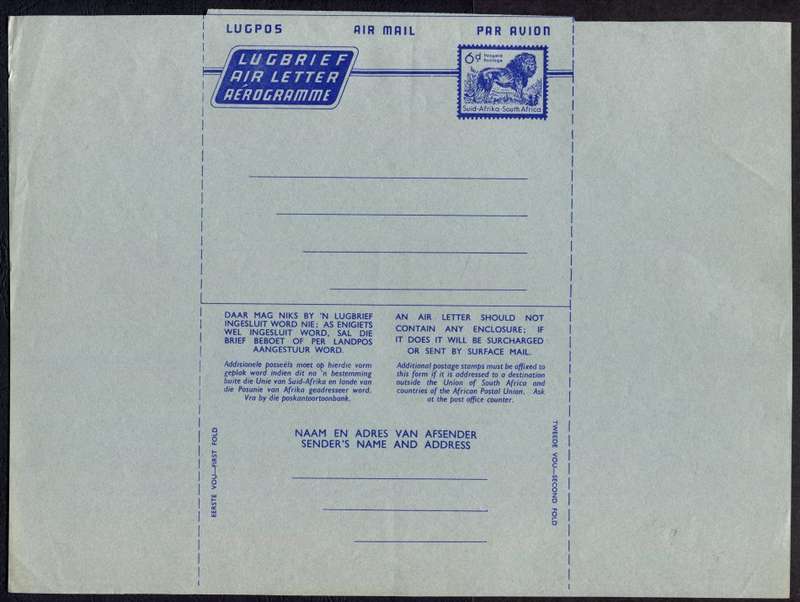 LUGPOS AIR MAIL PAR AVION
LUGBRIEF
AIR LETTER
AÉROGRAMME
6d Posgeld
Postage
Suid-Afrika·South Africa
DAAR MAG NIKS BY 'N LUGBRIEF
INGESLUIT WORD NIE; AS ENIGIETS
WEL INGESLUIT WORD, SAL DIE
BRIEF BEBOET OF PER LANDPOS
AANGESTUUR WORD.
Addisionele posseëls moet op hierdie vorm
geplak word indien dit na 'n bestemming
buite die Unie van Suid-Afrika en lande van
die Posunie van Afrika geadresseer word.
Vra by die poskantoortoonbank.
AN AIR LETTER SHOULD NOT
CONTAIN ANY ENCLOSURE; IF
IT DOES IT WILL BE SURCHARGED
OR SENT BY SURFACE MAIL.
Additional postage stamps must be affixed to
this form if it is addressed to a destination
outside the Union of South Africa and
countries of the African Postal Union. Ask
at the post office counter.
NAAM EN ADRES VAN AFSENDER
SENDER'S NAME AND ADDRESS
EERSTE VOU—FIRST FOLD
TWEEDE VOU—SECOND FOLD